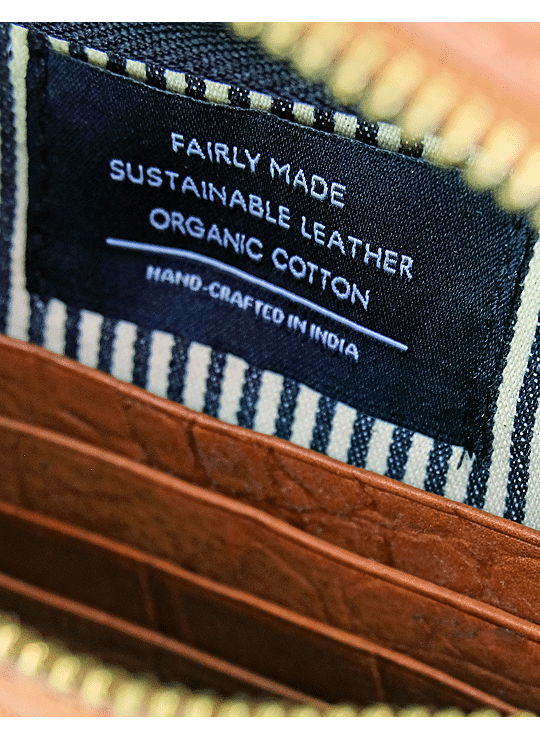 FAIRLY MADE
SUSTAINABLE LEATHER
ORGANIC COTTON
HAND-CRAFTED IN INDIA